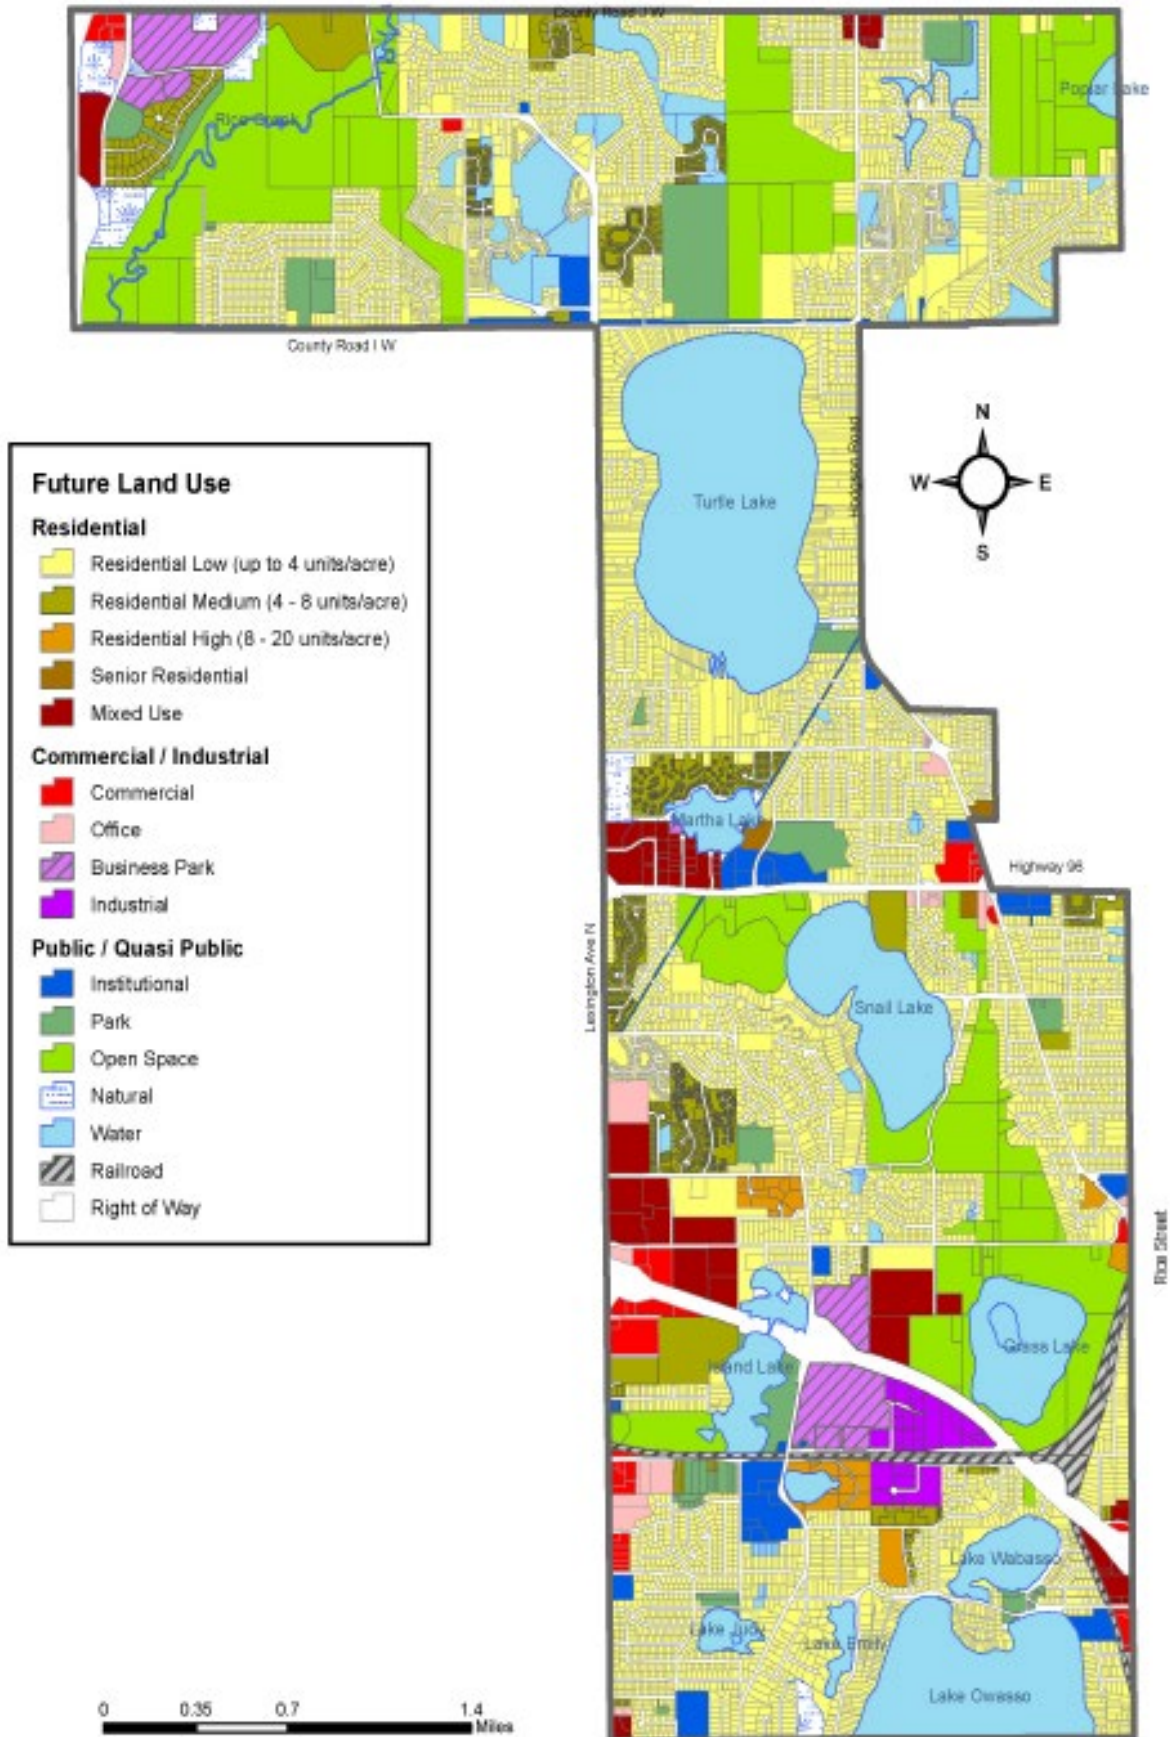 County Road J W
Poplar Lake
Rice Creek
County Road I W
Turtle Lake
Hodgson Road
N
W
E
S
Future Land Use
Residential
Residential Low (up to 4 units/acre)
Residential Medium (4 - 8 units/acre)
Residential High (8 - 20 units/acre)
Senior Residential
Mixed Use
Commercial / Industrial
Commercial
Office
Business Park
Industrial
Public / Quasi Public
Institutional
Park
Open Space
Natural
Water
Railroad
Right of Way
Martha Lake
Highway 96
Lexington Ave N
Snail Lake
Rice Street
Grass Lake
Island Lake
Lake Wabasso
Lake Judy
Lake Emily
Lake Owasso
0
0.35
0.7
1.4
Miles